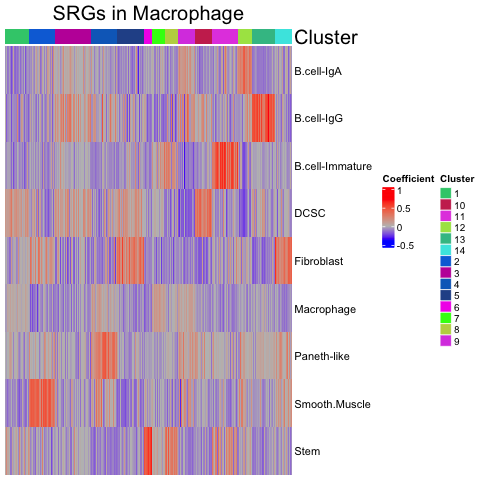 SRGs in Macrophage
Cluster
B.cell-IgA
B.cell-IgG
B.cell-Immature
DCSC
Fibroblast
Macrophage
Paneth-like
Smooth.Muscle
Stem
Coefficient
1
0.5
0
-0.5
Cluster
1
10
11
12
13
14
2
3
4
5
6
7
8
9